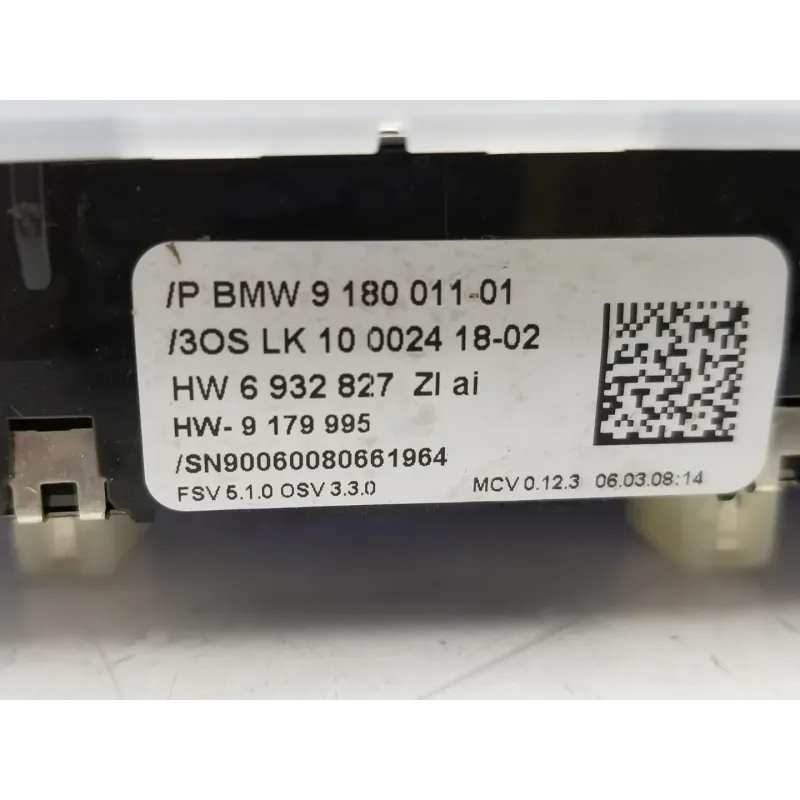 /P BMW 9 180 011-01
/3OS LK 10 0024 18-02
HW 6 932 827 ZI ai
HW- 9 179 995
/SN90060080661964
FSV 5.1.0 OSV 3.3.0 MCV 0.12.3 06.03.08:14